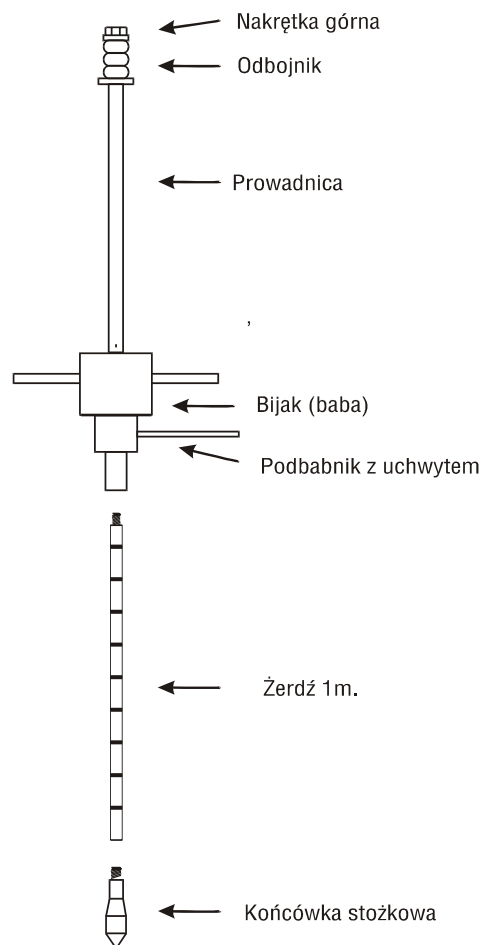 Nakrętka górna
Odbojnik
Prowadnica
,
Bijak (baba)
Podbabnik z uchwytem
Żerdź 1m.
Końcówka stożkowa